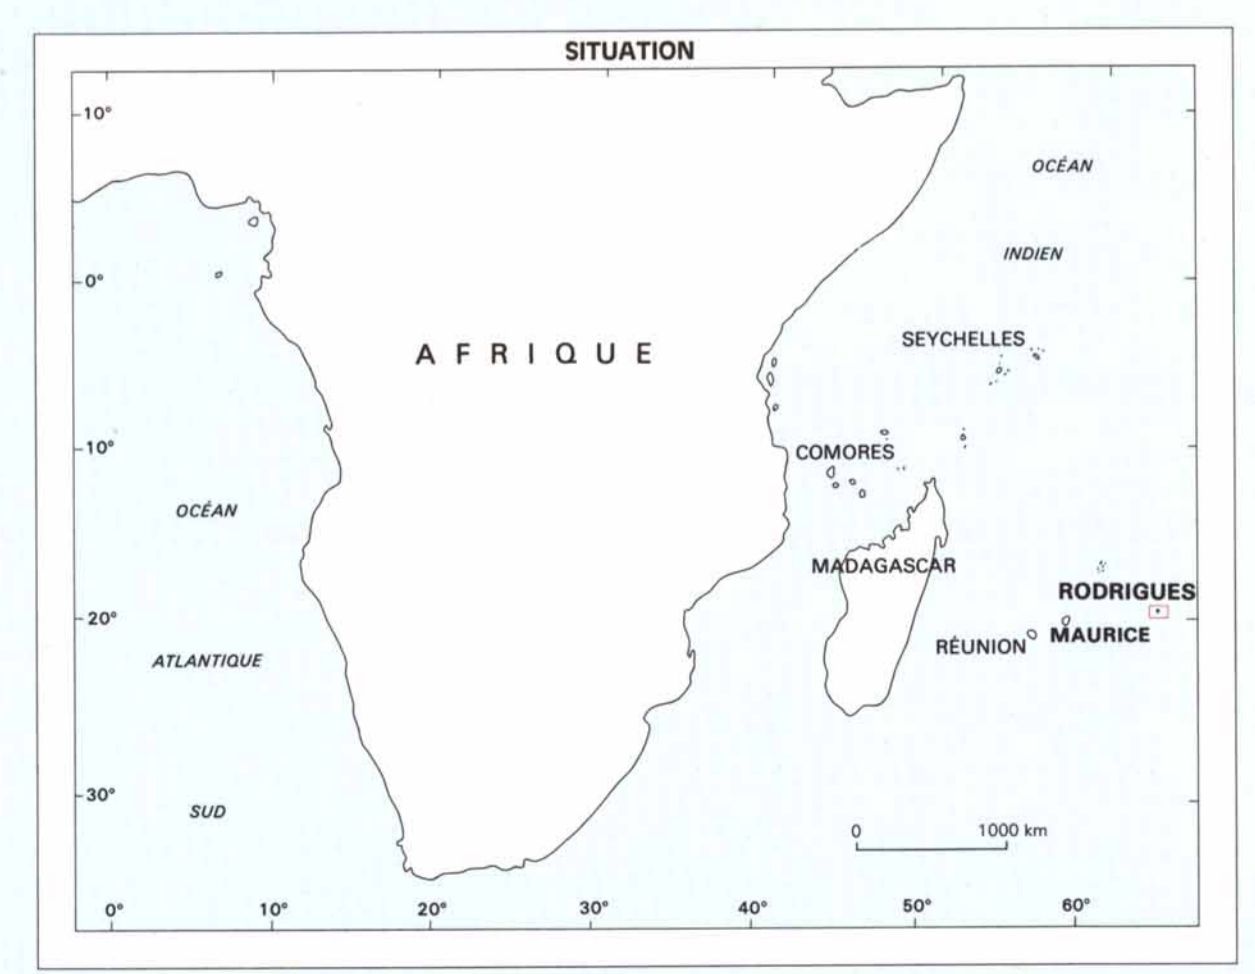 SITUATION
10°
OCÉAN
INDIEN
0°
SEYCHELLES
AFRIQUE
10°
COMORES
OCÉAN
MADAGASCAR
RODRIGUES
20°
MAURICE
RÉUNION
ATLANTIQUE
30°
SUD
0 1000 km
0° 10° 20° 30° 40° 50° 60°